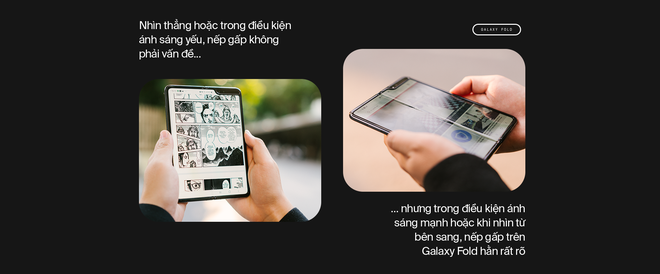 Nhìn thẳng hoặc trong điều kiện
ánh sáng yếu, nếp gấp không
phải vấn đề...
GALAXY FOLD
... nhưng trong điều kiện ánh
sáng mạnh hoặc khi nhìn từ
bên sang, nếp gấp trên
Galaxy Fold hằn rất rõ